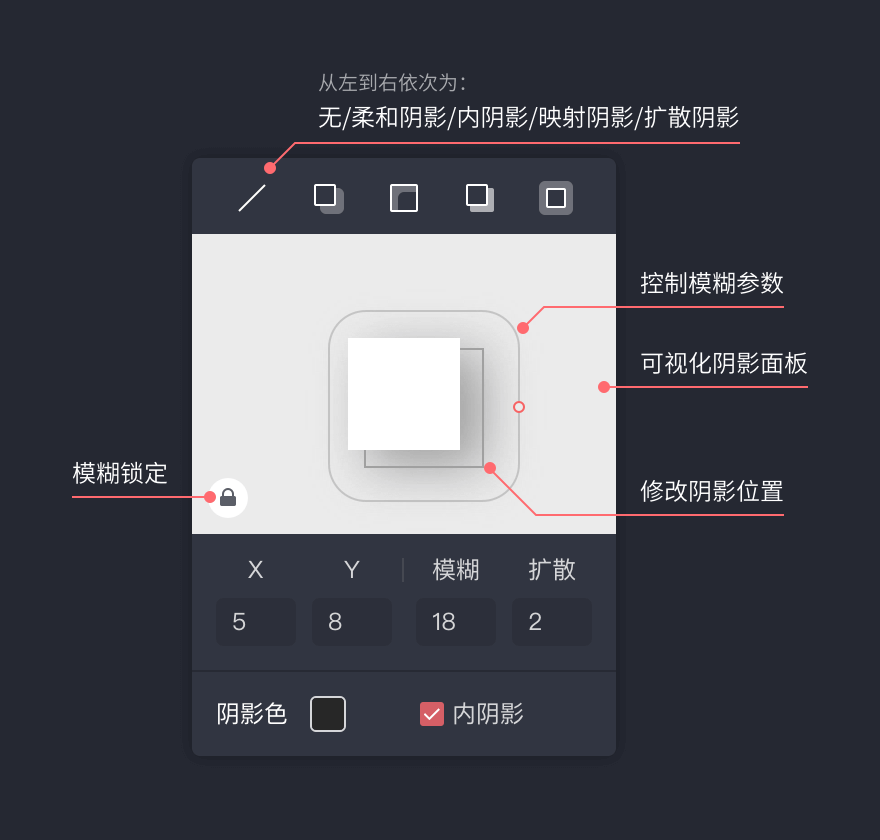 从左到右依次为：
无/柔和阴影/内阴影/映射阴影/扩散阴影
控制模糊参数
可视化阴影面板
模糊锁定
修改阴影位置
X Y 模糊 扩散
5 8 18 2
阴影色 内阴影